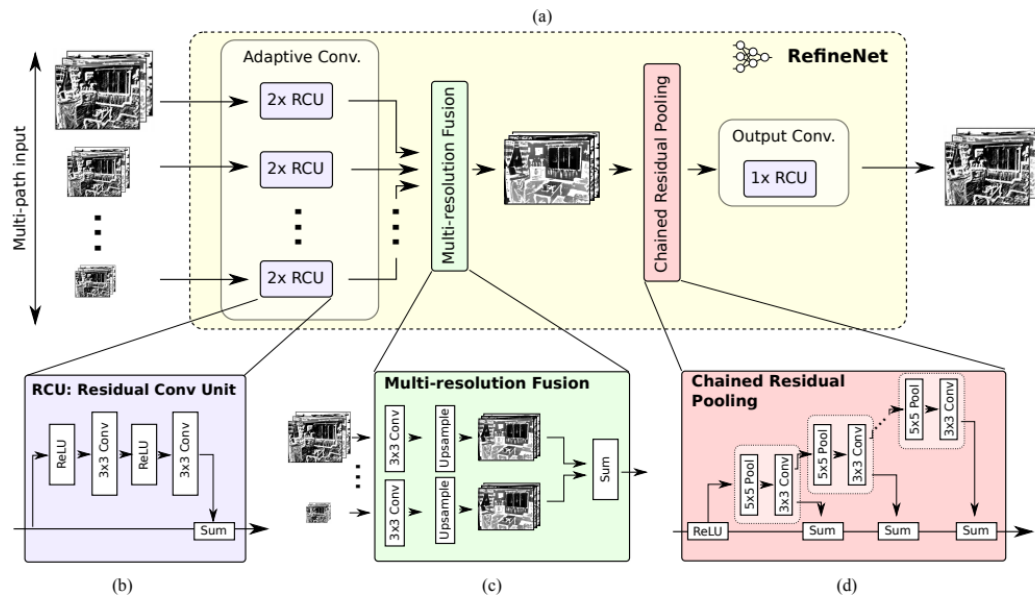 (a)
Multi-path input
Adaptive Conv.
2x RCU
2x RCU
2x RCU
Multi-resolution Fusion
Chained Residual Pooling
RefineNet
Output Conv.
1x RCU
RCU: Residual Conv Unit
ReLU
3x3 Conv
ReLU
3x3 Conv
Sum
(b)
Multi-resolution Fusion
3x3 Conv
Upsample
3x3 Conv
Upsample
Sum
(c)
Chained Residual
Pooling
ReLU
5x5 Pool
3x3 Conv
5x5 Pool
3x3 Conv
5x5 Pool
3x3 Conv
Sum
Sum
Sum
(d)